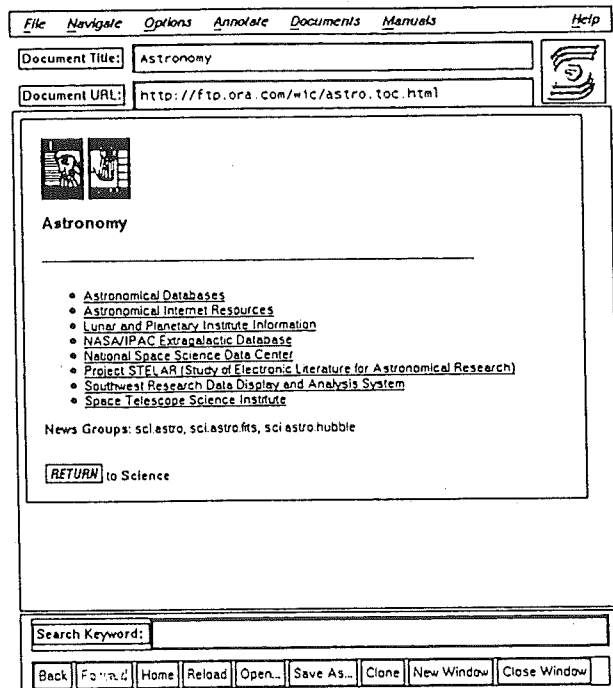 File Navigate Options Annotate Documents Manuals Help
Document Title: Astronomy
Document URL: http://ftp.ora.com/wic/astro.toc.html
Astronomy
• Astronomical Databases
• Astronomical Internet Resources
• Lunar and Planetary Institute Information
• NASA/IPAC Extragalactic Database
• National Space Science Data Center
• Project STELAR (Study of Electronic Literature for Astronomical Research)
• Southwest Research Data Display and Analysis System
• Space Telescope Science Institute
News Groups: sci.astro, sci.astro.fits, sci.astro.hubble
RETURN to Science
Search Keyword:
Back Forward Home Reload Open... Save As... Clone New Window Close Window